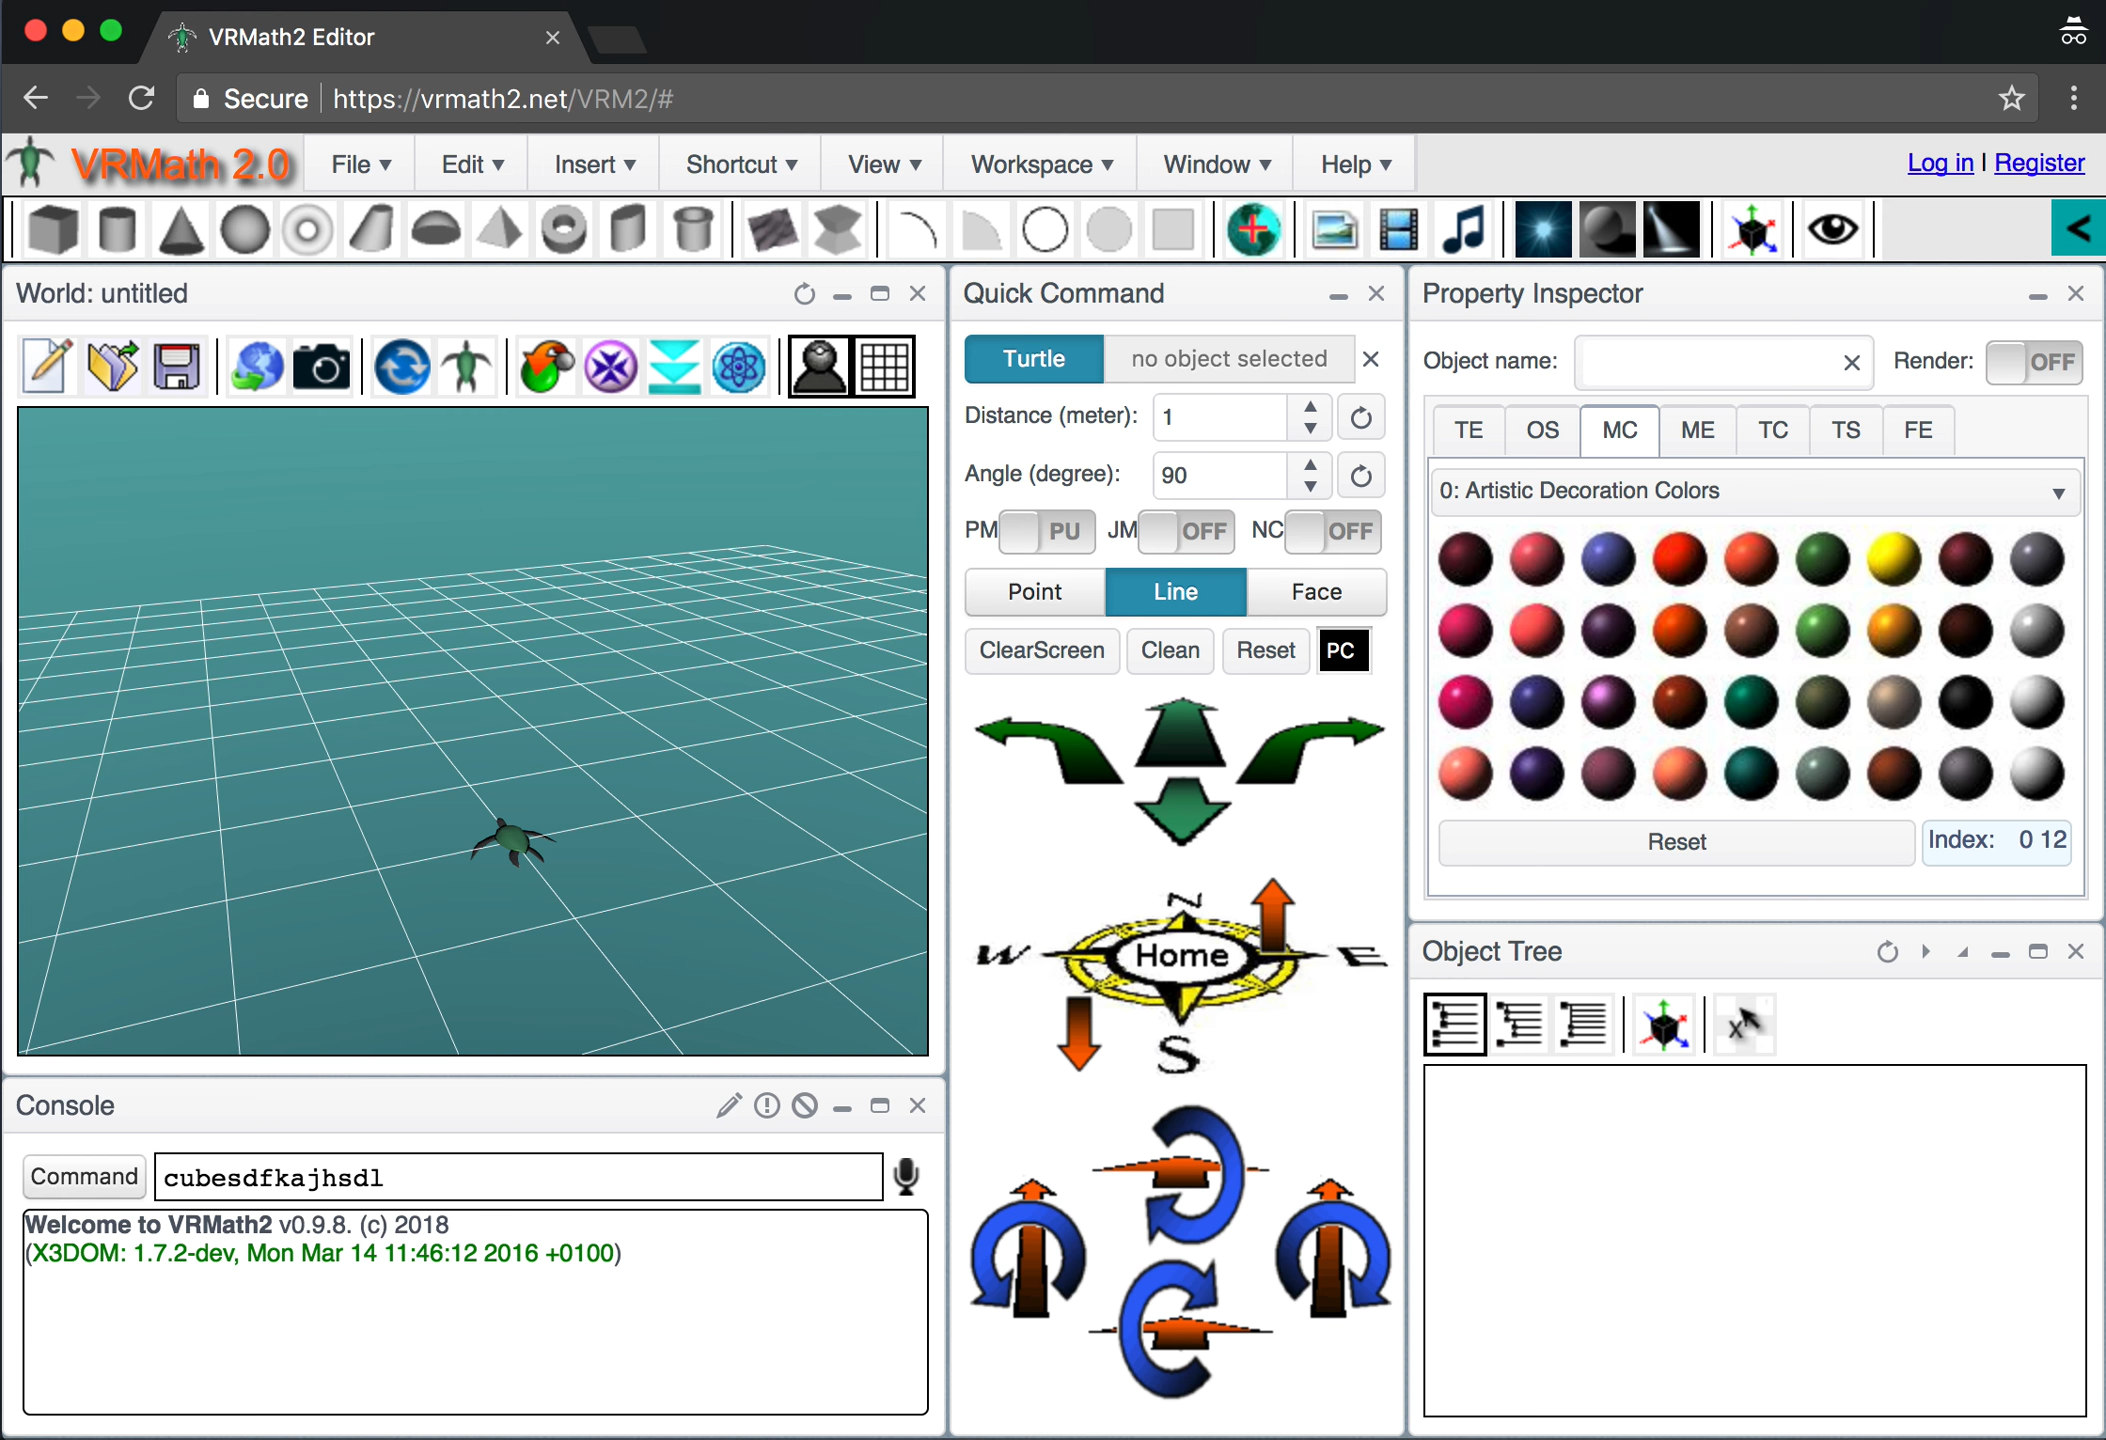 VRMath2 Editor
Secure https://vrmath2.net/VRM2/#
VRMath 2.0 File Edit Insert Shortcut View Workspace Window Help Log in | Register
World: untitled
Quick Command
Turtle no object selected
Distance (meter): 1
Angle (degree): 90
PM PU JM OFF NC OFF
Point Line Face
ClearScreen Clean Reset PC
N
W Home E
S
Property Inspector
Object name: Render: OFF
TE OS MC ME TC TS FE
0: Artistic Decoration Colors
Reset Index: 0 12
Object Tree
X
Console
Command cubesdfkajhsdl
Welcome to VRMath2 v0.9.8. (c) 2018
(X3DOM: 1.7.2-dev, Mon Mar 14 11:46:12 2016 +0100)